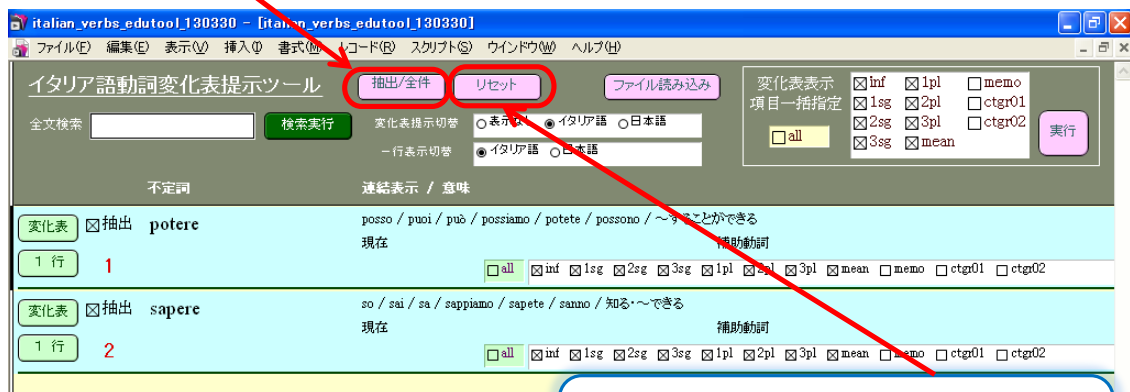 italian_verbs_edutool_130330 - [italian_verbs_edutool_130330]
ファイル(F) 編集(E) 表示(V) 挿入(I) 書式(M) レコード(R) スクリプト(S) ウインドウ(W) ヘルプ(H)
イタリア語動詞変化表提示ツール 抽出/全件 リセット ファイル読み込み
変化表表示 項目一括指定 all
inf 1pl memo
1sg 2pl ctgr01
2sg 3pl ctgr02
3sg mean
実行
全文検索 検索実行 変化表提示切替 表示なし イタリア語 日本語
一行表示切替 イタリア語 日本語
不定詞 連結表示 / 意味
変化表 抽出 potere posso / puoi / può / possiamo / potete / possono / ～することができる
現在 補助動詞
1 行 1 all inf 1sg 2sg 3sg 1pl 2pl 3pl mean memo ctgr01 ctgr02
変化表 抽出 sapere so / sai / sa / sappiamo / sapete / sanno / 知る・～できる
現在 補助動詞
1 行 2 all inf 1sg 2sg 3sg 1pl 2pl 3pl mean memo ctgr01 ctgr02